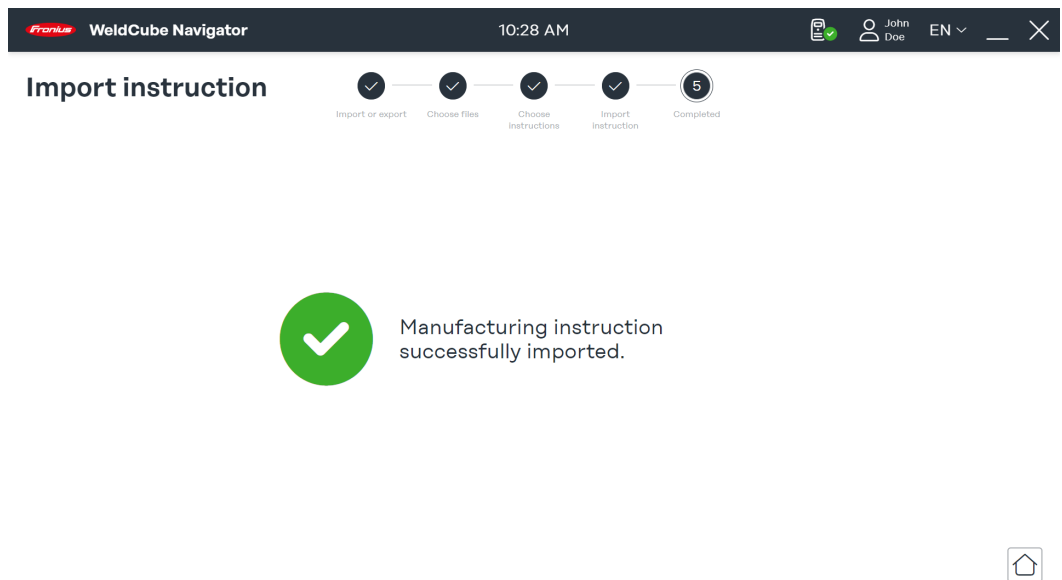 Fronius WeldCube Navigator 10:28 AM John Doe EN
Import instruction
5
Import or export Choose files Choose instructions Import instruction Completed
Manufacturing instruction
successfully imported.